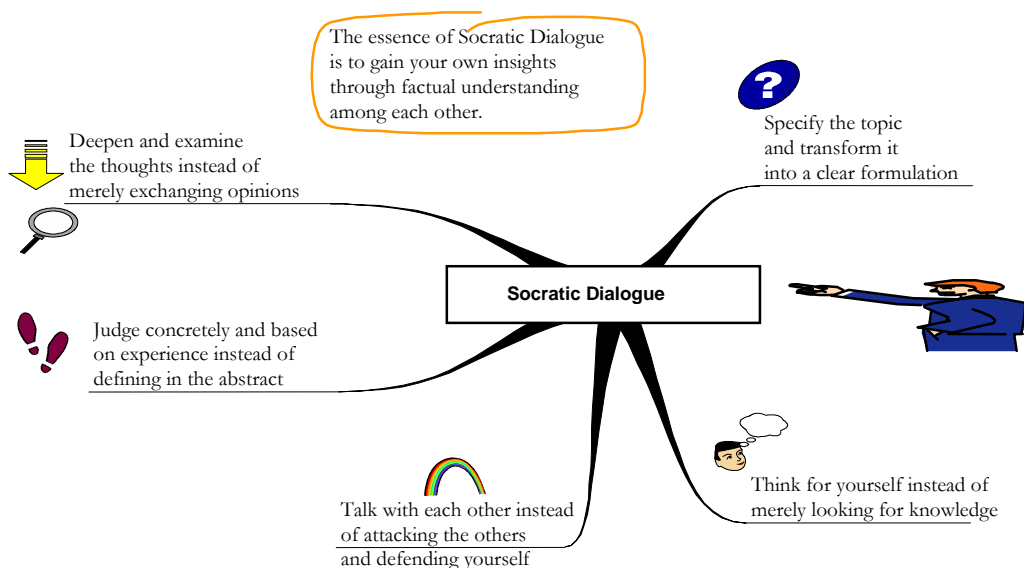 The essence of Socratic Dialogue
is to gain your own insights
through factual understanding
among each other.
?
Specify the topic
and transform it
into a clear formulation
Deepen and examine
the thoughts instead of
merely exchanging opinions
Socratic Dialogue
Judge concretely and based
on experience instead of
defining in the abstract
Think for yourself instead of
merely looking for knowledge
Talk with each other instead
of attacking the others
and defending yourself